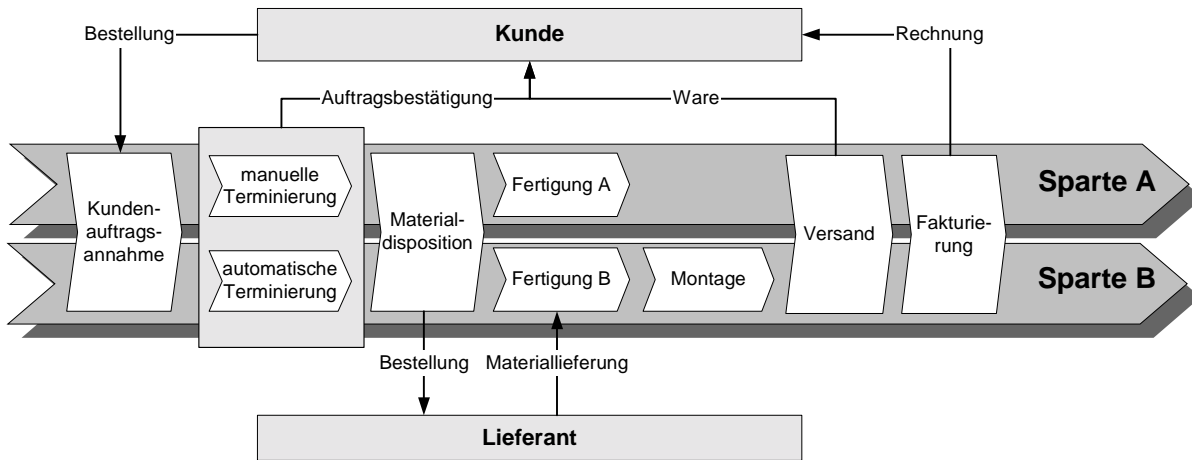 Bestellung
Kunde
Rechnung
Auftragsbestätigung
Ware
Kunden-
auftrags-
annahme
manuelle
Terminierung
automatische
Terminierung
Material-
disposition
Fertigung A
Fertigung B
Montage
Versand
Fakturie-
rung
Sparte A
Sparte B
Bestellung
Materiallieferung
Lieferant